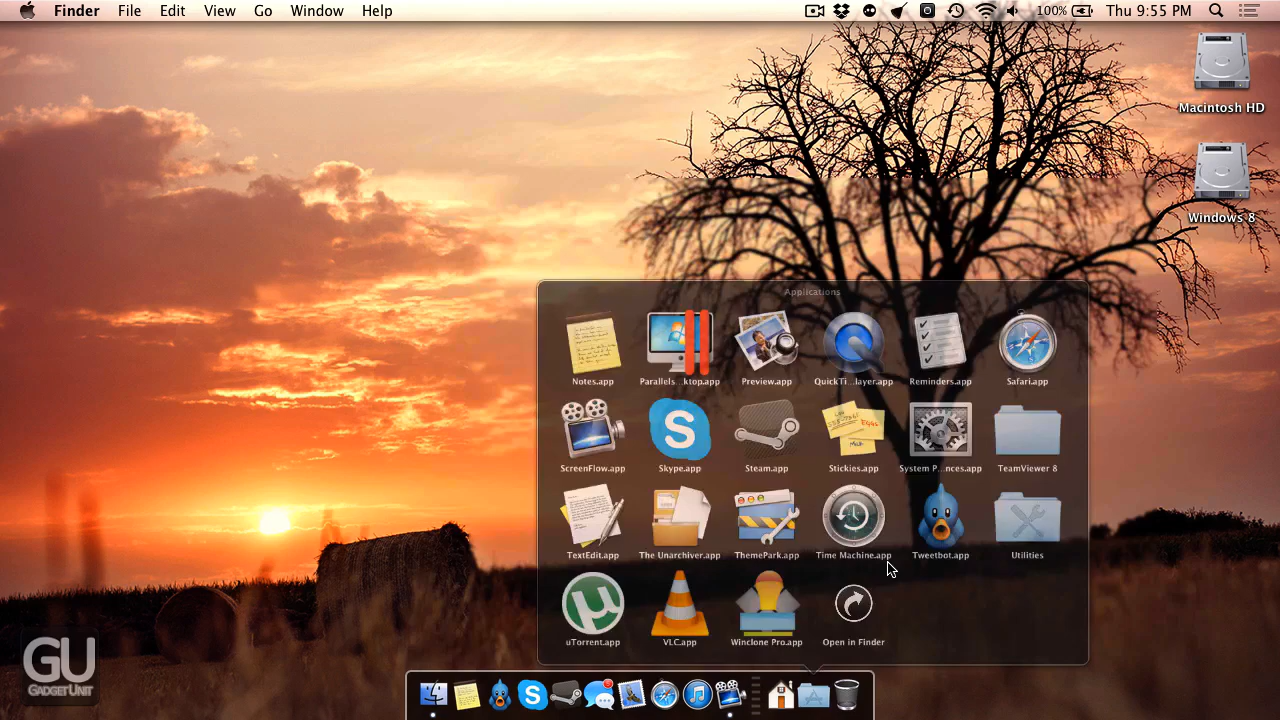 Finder File Edit View Go Window Help 100% Thu 9:55 PM
Macintosh HD
Windows 8
Applications
Notes.app Parallels...ktop.app Preview.app QuickTi...layer.app Reminders.app Safari.app
ScreenFlow.app Skype.app Steam.app Stickies.app System P...nces.app TeamViewer 8
TextEdit.app The Unarchiver.app ThemePark.app Time Machine.app Tweetbot.app Utilities
uTorrent.app VLC.app Winclone Pro.app Open in Finder
GU
GADGETUNIT